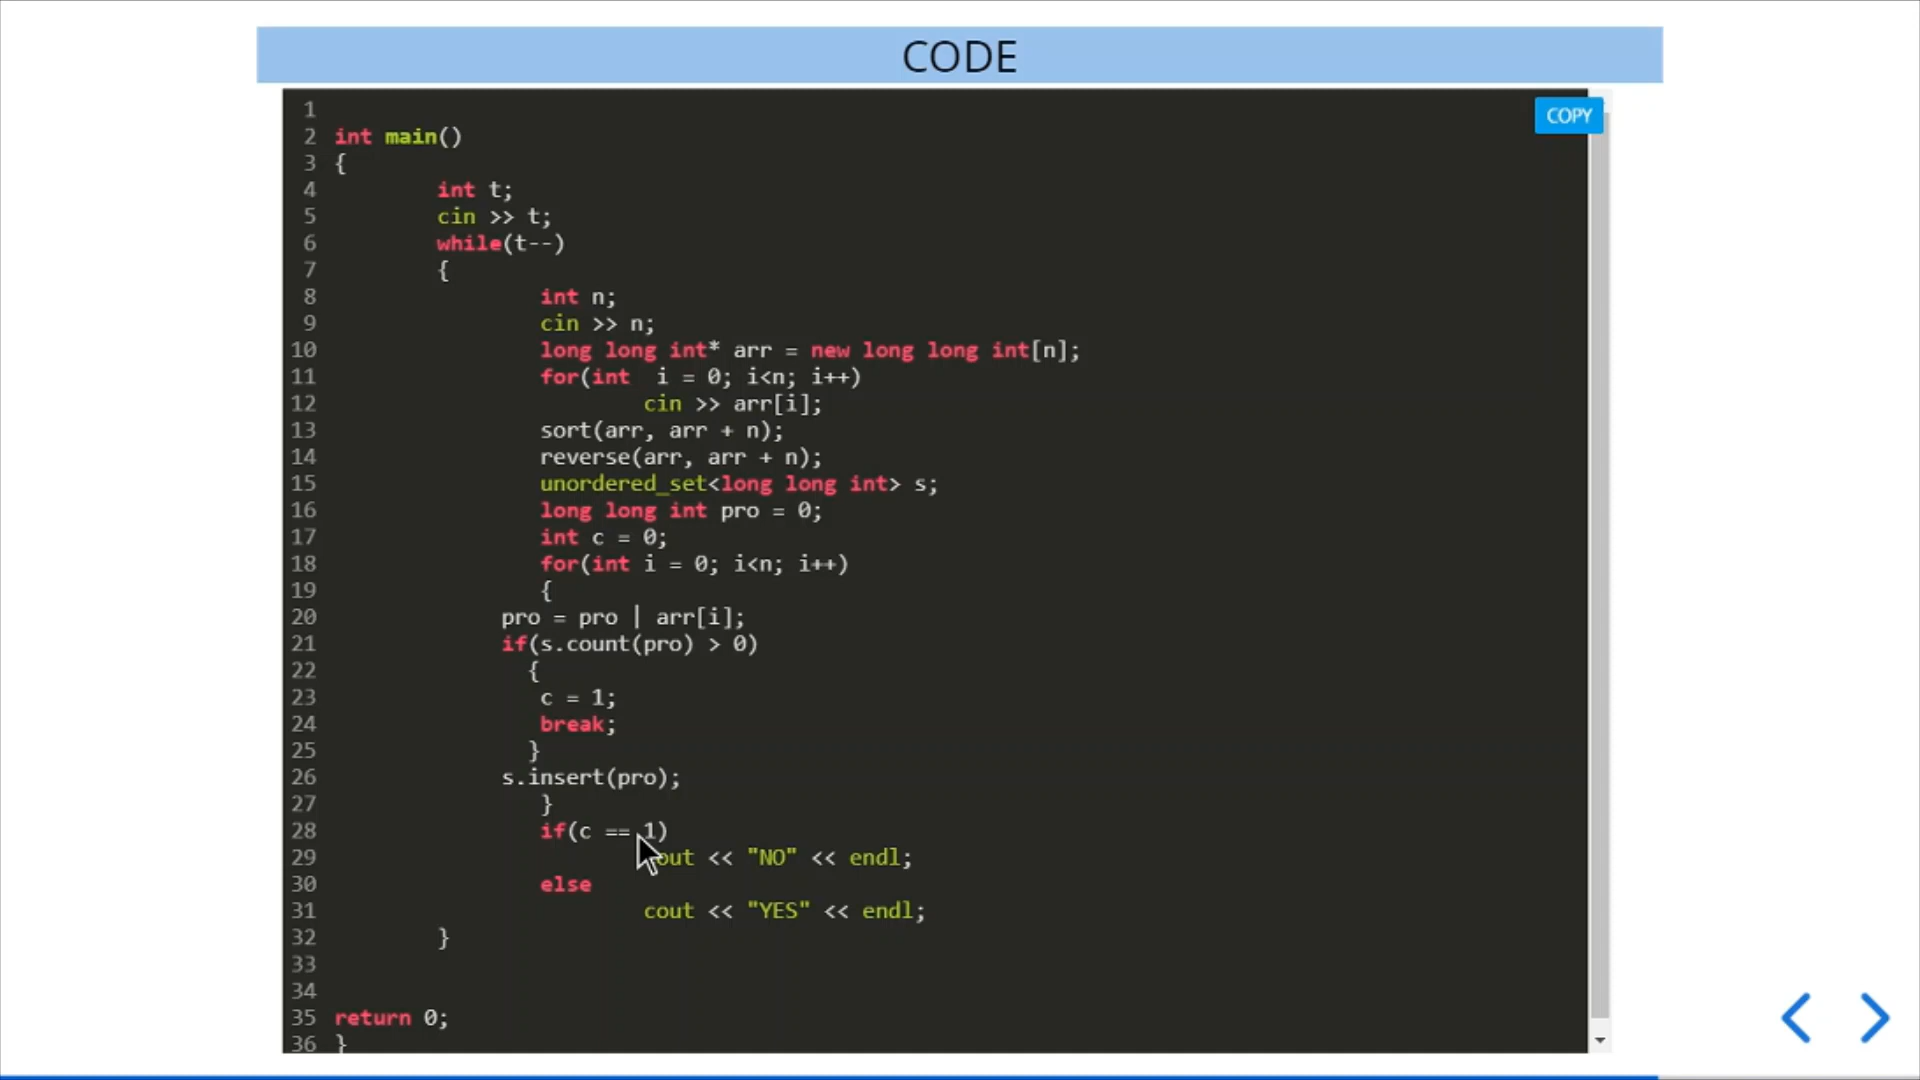 CODE
COPY
1
2 int main()
3 {
4 int t;
5 cin >> t;
6 while(t--)
7 {
8 int n;
9 cin >> n;
10 long long int* arr = new long long int[n];
11 for(int  i = 0; i<n; i++)
12 cin >> arr[i];
13 sort(arr, arr + n);
14 reverse(arr, arr + n);
15 unordered_set<long long int> s;
16 long long int pro = 0;
17 int c = 0;
18 for(int i = 0; i<n; i++)
19 {
20 pro = pro | arr[i];
21 if(s.count(pro) > 0)
22 {
23 c = 1;
24 break;
25 }
26 s.insert(pro);
27 }
28 if(c == 1)
29 cout << "NO" << endl;
30 else
31 cout << "YES" << endl;
32 }
33
34
35 return 0;
36 }